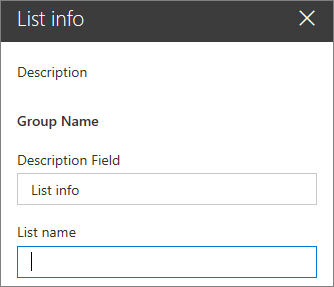 List info
Description
Group Name
Description Field
List info
List name